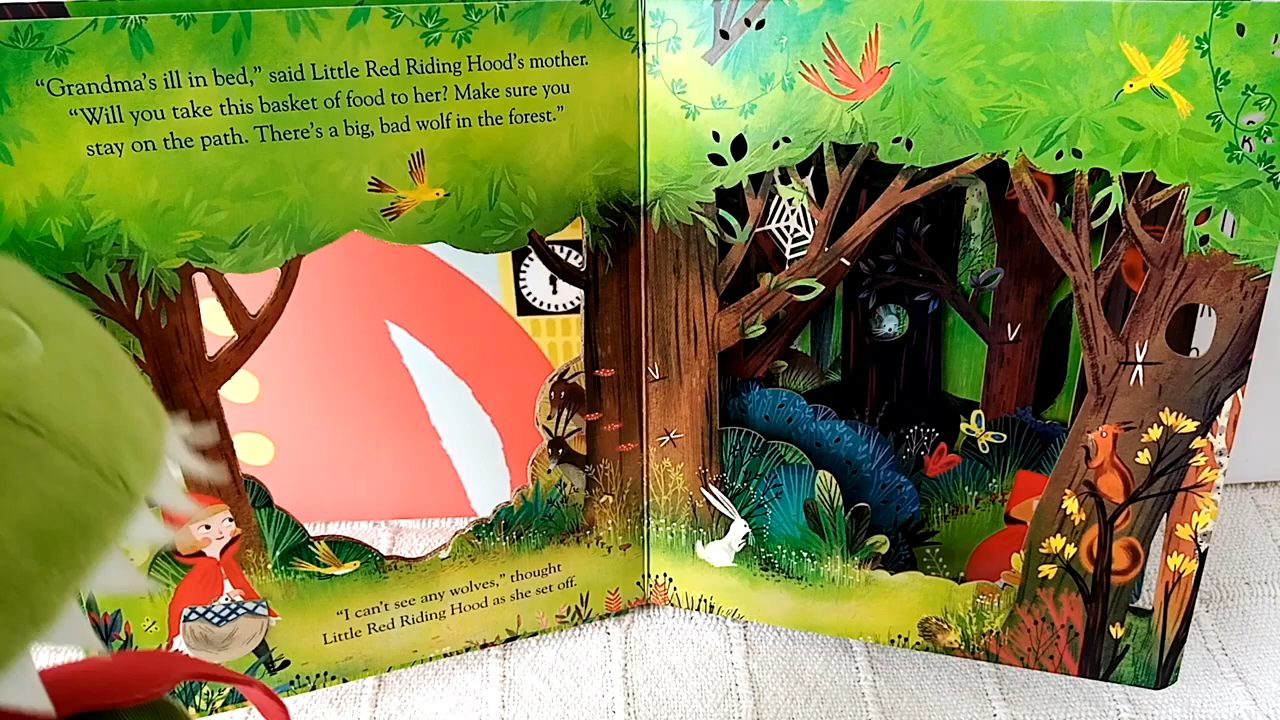 “Grandma’s ill in bed,” said Little Red Riding Hood’s mother.
“Will you take this basket of food to her? Make sure you
stay on the path. There’s a big, bad wolf in the forest.”
“I can’t see any wolves,” thought
Little Red Riding Hood as she set off.